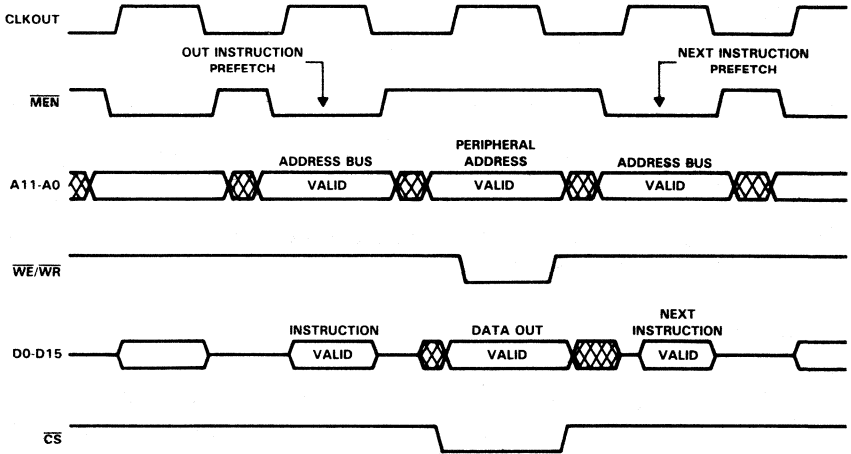 CLKOUT
OUT INSTRUCTION
PREFETCH
NEXT INSTRUCTION
PREFETCH
MEN
A11-A0
ADDRESS BUS
VALID
PERIPHERAL
ADDRESS
VALID
ADDRESS BUS
VALID
WE/WR
D0-D15
INSTRUCTION
VALID
DATA OUT
VALID
NEXT
INSTRUCTION
VALID
CS